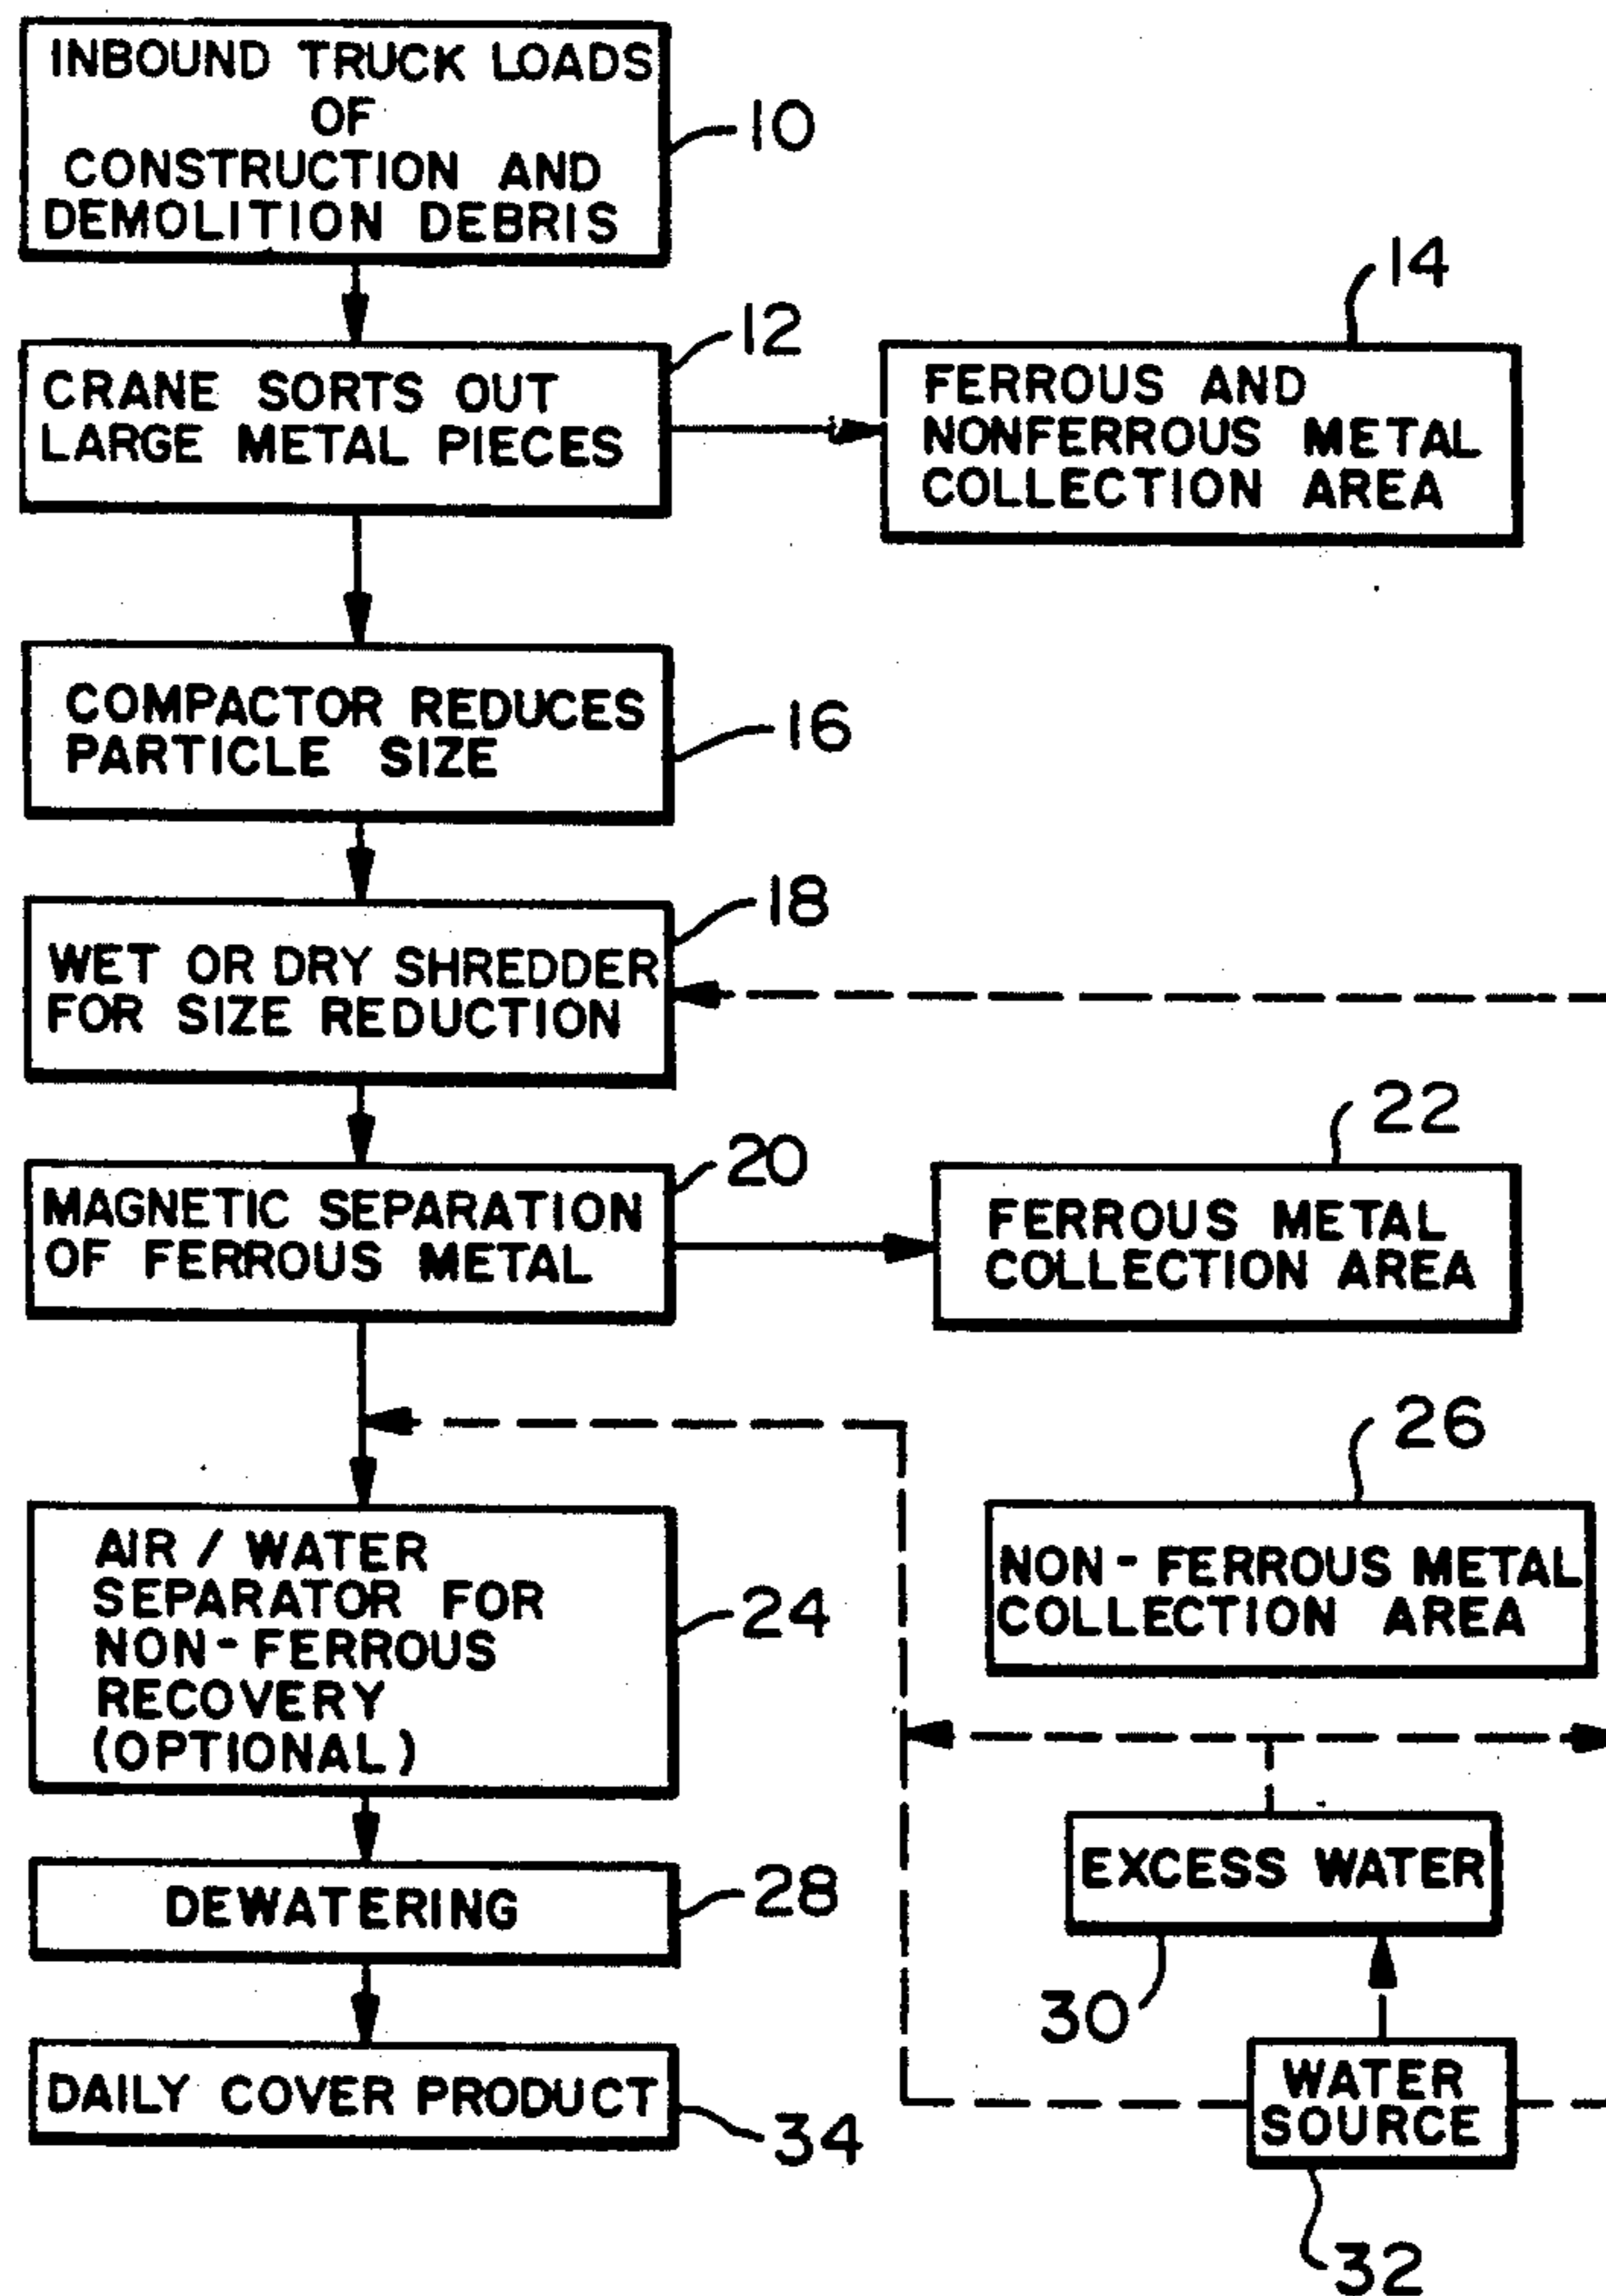 INBOUND TRUCK LOADS
OF
CONSTRUCTION AND
DEMOLITION DEBRIS
10
12
CRANE SORTS OUT
LARGE METAL PIECES
14
FERROUS AND
NONFERROUS METAL
COLLECTION AREA
COMPACTOR REDUCES
PARTICLE SIZE
16
18
WET OR DRY SHREDDER
FOR SIZE REDUCTION
20
MAGNETIC SEPARATION
OF FERROUS METAL
22
FERROUS METAL
COLLECTION AREA
26
NON-FERROUS METAL
COLLECTION AREA
AIR / WATER
SEPARATOR FOR
NON-FERROUS
RECOVERY
(OPTIONAL)
24
EXCESS WATER
30
DEWATERING
28
WATER
SOURCE
32
DAILY COVER PRODUCT
34